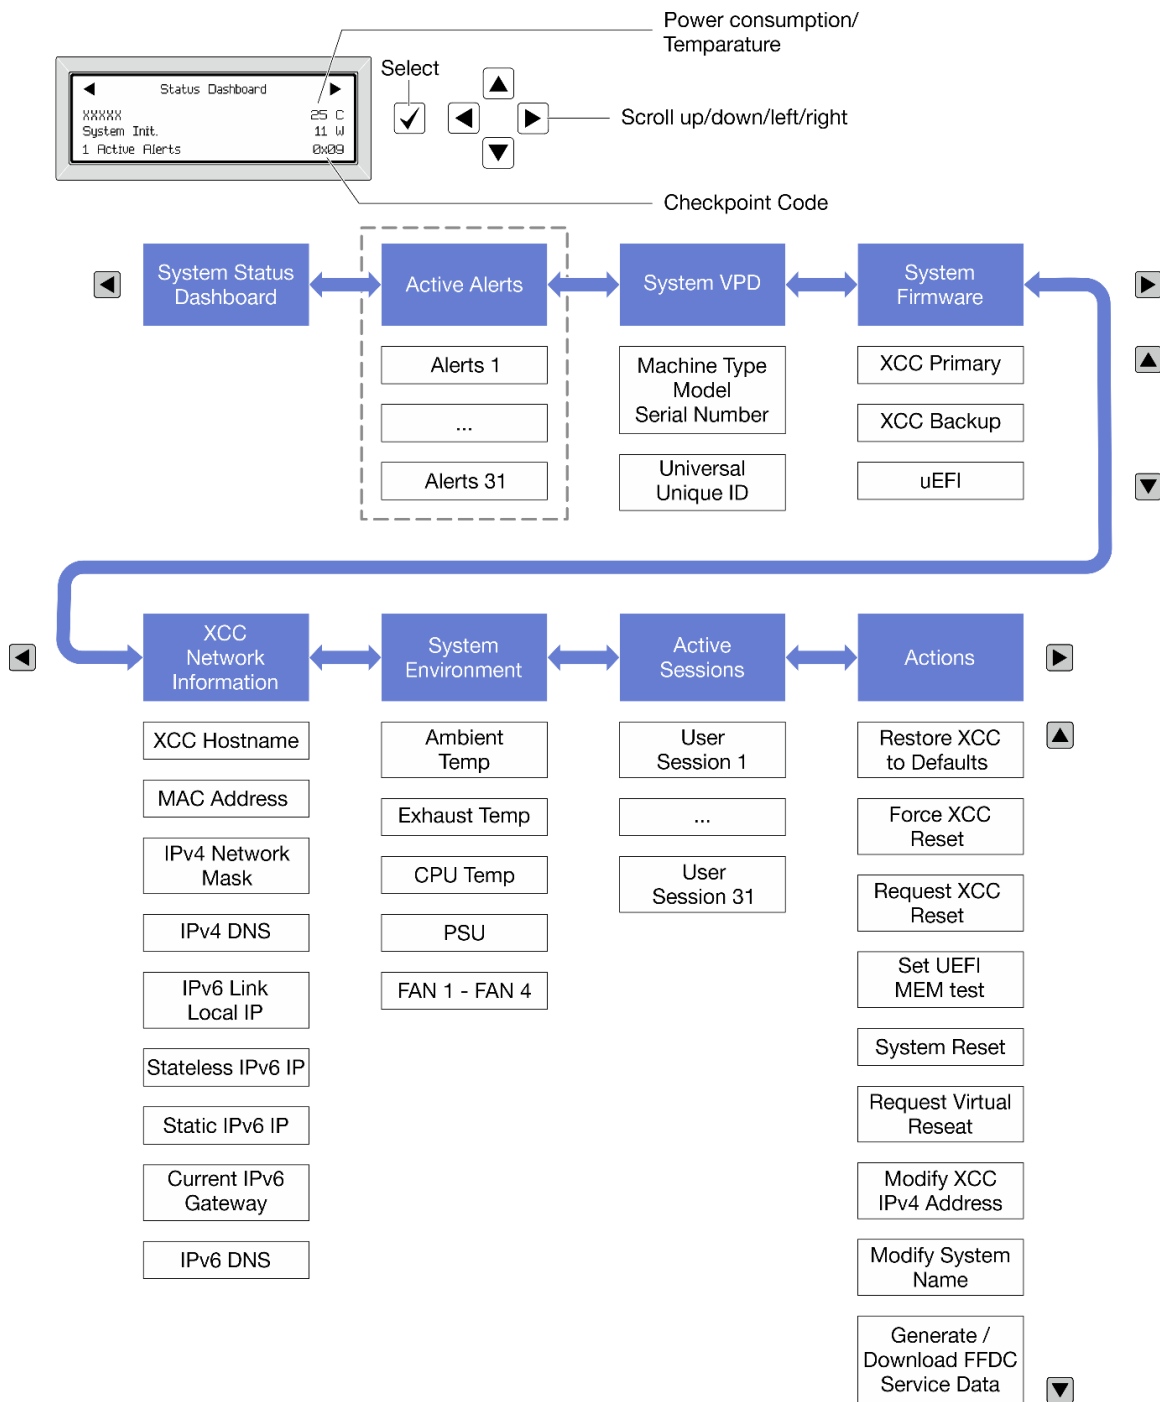 Power consumption/
Temparature
Select
Status Dashboard
XXXXX 25 C
System Init. 11 W
1 Active Alerts 0x09
Scroll up/down/left/right
Checkpoint Code
System Status
Dashboard
Active Alerts
System VPD
System
Firmware
Alerts 1
...
Alerts 31
Machine Type
Model
Serial Number
Universal
Unique ID
XCC Primary
XCC Backup
uEFI
XCC
Network
Information
System
Environment
Active
Sessions
Actions
XCC Hostname
MAC Address
IPv4 Network
Mask
IPv4 DNS
IPv6 Link
Local IP
Stateless IPv6 IP
Static IPv6 IP
Current IPv6
Gateway
IPv6 DNS
Ambient
Temp
Exhaust Temp
CPU Temp
PSU
FAN 1 - FAN 4
User
Session 1
...
User
Session 31
Restore XCC
to Defaults
Force XCC
Reset
Request XCC
Reset
Set UEFI
MEM test
System Reset
Request Virtual
Reseat
Modify XCC
IPv4 Address
Modify System
Name
Generate /
Download FFDC
Service Data